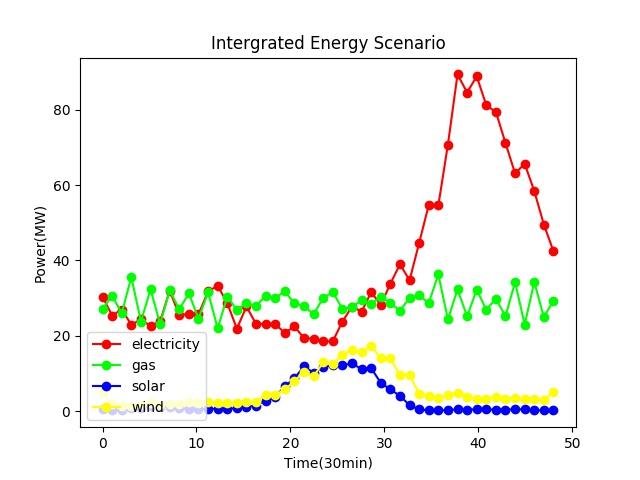 Intergrated Energy Scenario
Power(MW)
80
60
40
20
0
electricity
gas
solar
wind
0 10 20 30 40 50
Time(30min)